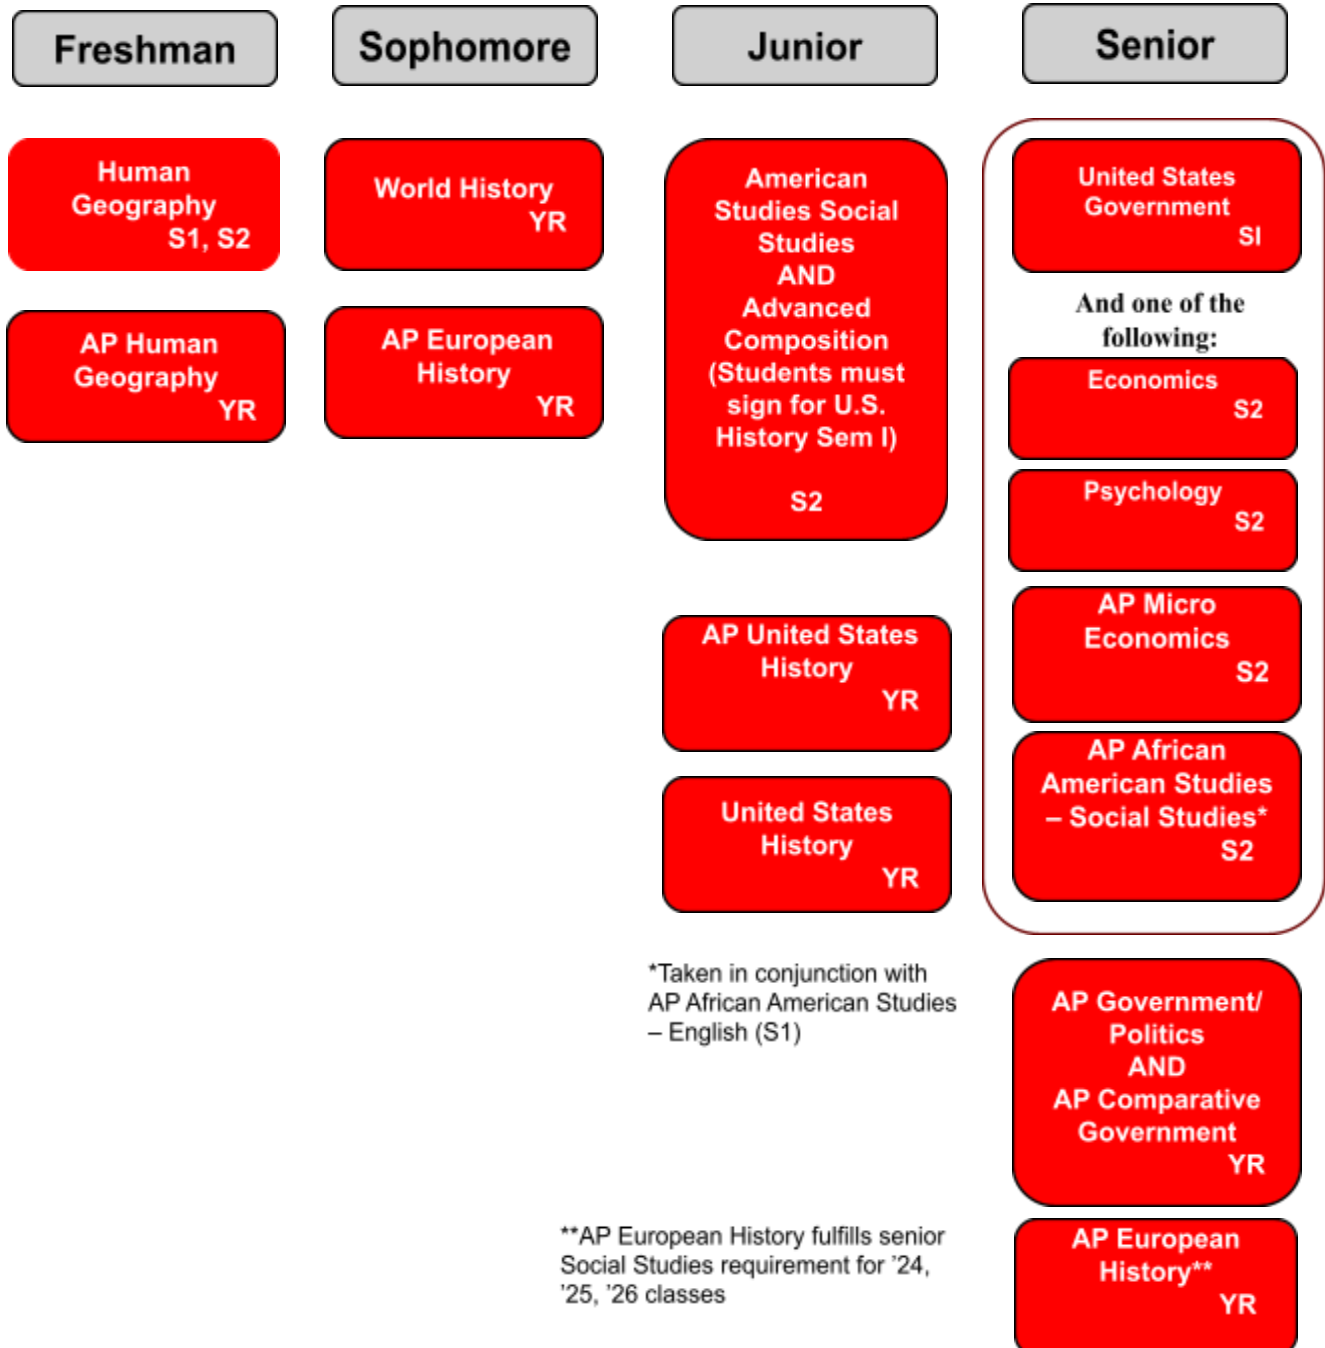 Freshman
Sophomore
Junior
Senior
Human
Geography
S1, S2
AP Human
Geography
YR
World History
YR
AP European
History
YR
American
Studies Social
Studies
AND
Advanced
Composition
(Students must
sign for U.S.
History Sem I)
S2
AP United States
History
YR
United States
History
YR
*Taken in conjunction with
AP African American Studies
– English (S1)
United States
Government
SI
And one of the
following:
Economics
S2
Psychology
S2
AP Micro
Economics
S2
AP African
American Studies
– Social Studies*
S2
AP Government/
Politics
AND
AP Comparative
Government
YR
**AP European History fulfills senior
Social Studies requirement for ’24,
’25, ’26 classes
AP European
History**
YR